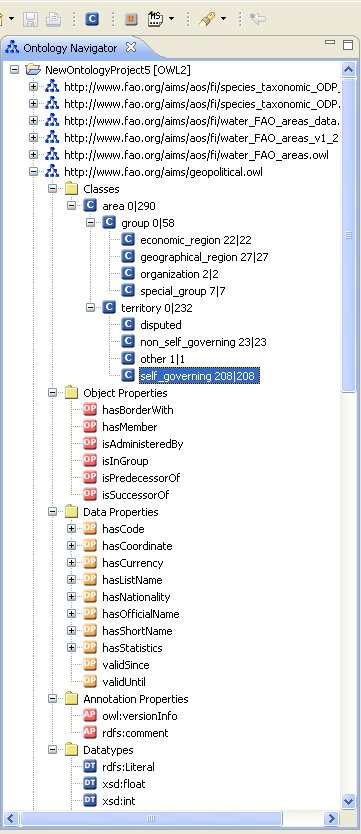 Ontology Navigator
NewOntologyProject5 [OWL2]
http://www.fao.org/aims/aos/fi/species_taxonomic_ODP_
http://www.fao.org/aims/aos/fi/species_taxonomic_ODP.
http://www.fao.org/aims/aos/fi/water_FAO_areas_data.
http://www.fao.org/aims/aos/fi/water_FAO_areas_v1_2
http://www.fao.org/aims/aos/fi/water_FAO_areas.owl
http://www.fao.org/aims/geopolitical.owl
Classes
C area 0|290
C group 0|58
C economic_region 22|22
C geographical_region 27|27
C organization 2|2
C special_group 7|7
C territory 0|232
C disputed
C non_self_governing 23|23
C other 1|1
C self_governing 208|208
Object Properties
OP hasBorderWith
OP hasMember
OP isAdministeredBy
OP isInGroup
OP isPredecessorOf
OP isSuccessorOf
Data Properties
DP hasCode
DP hasCoordinate
DP hasCurrency
DP hasListName
DP hasNationality
DP hasOfficialName
DP hasShortName
DP hasStatistics
DP validSince
DP validUntil
Annotation Properties
AP owl:versionInfo
AP rdfs:comment
Datatypes
DT rdfs:Literal
DT xsd:float
DT xsd:int